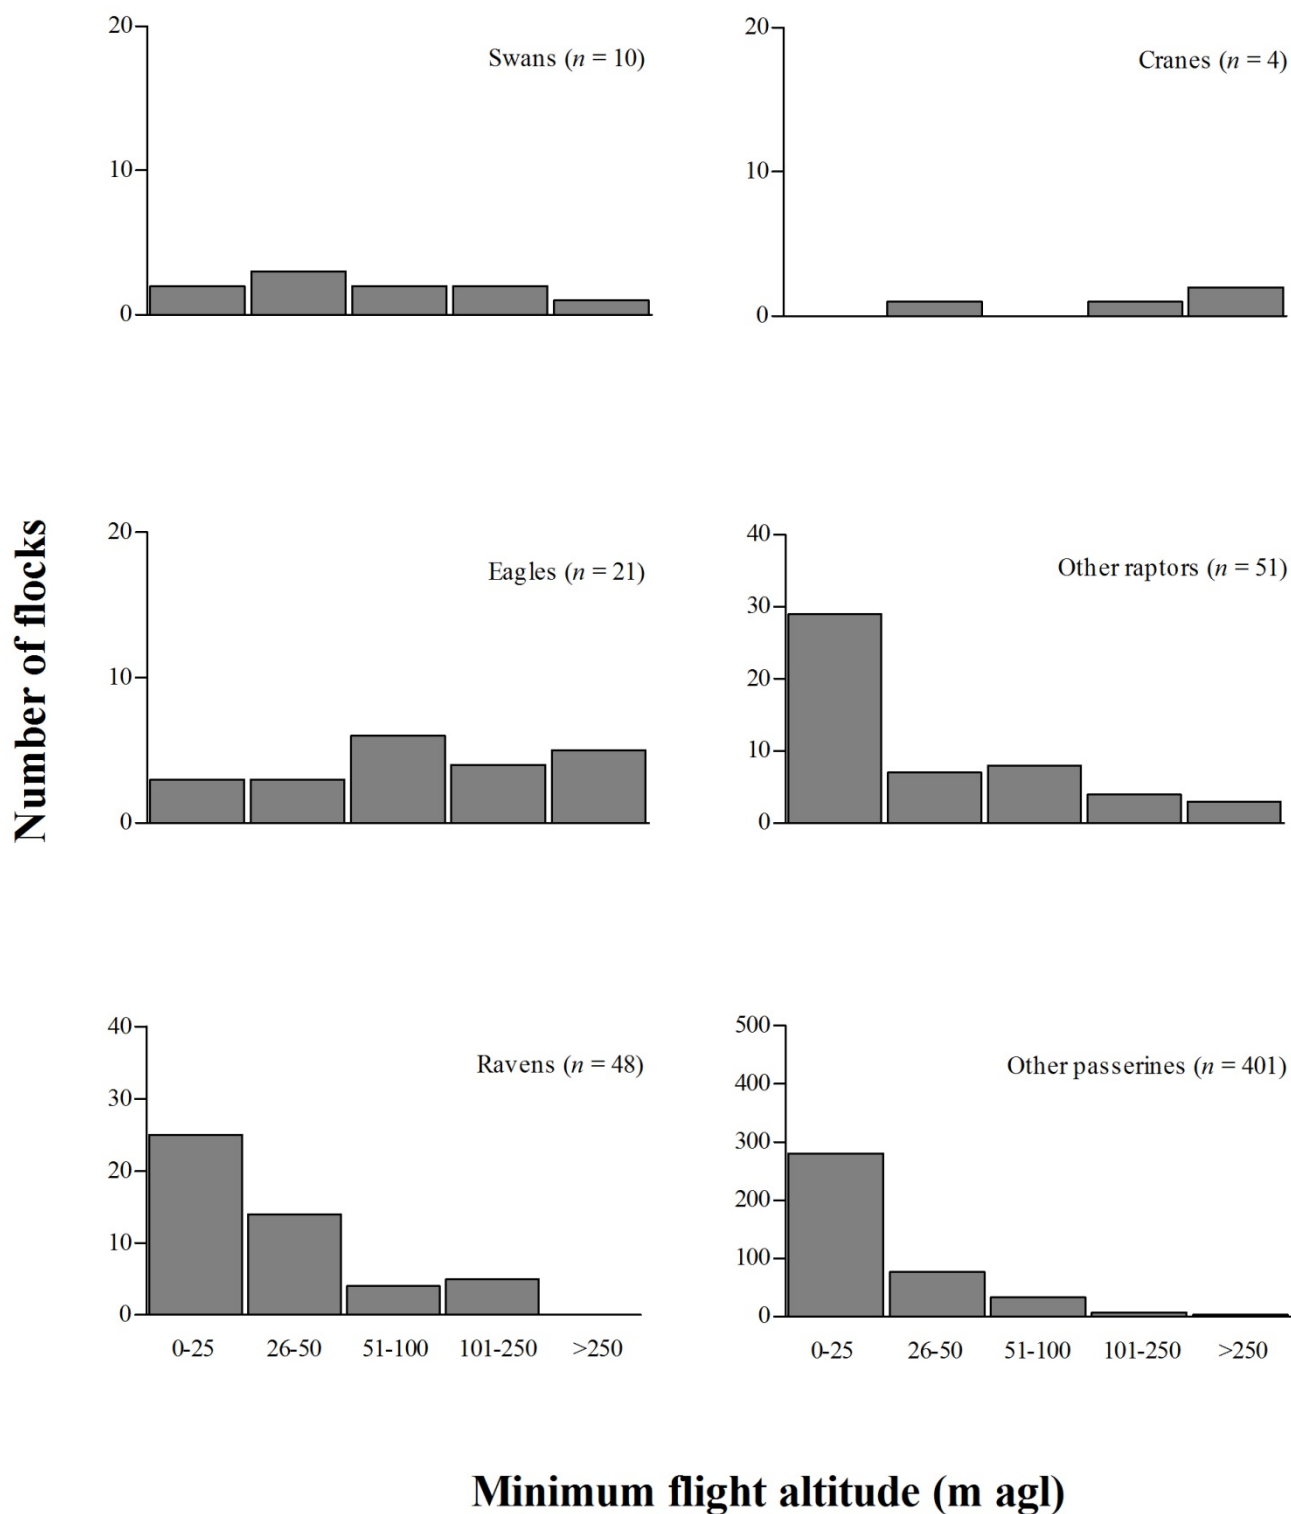 20
10
0
Swans (n = 10)
20
10
0
Cranes (n = 4)
Number of flocks
20
10
0
Eagles (n = 21)
40
30
20
10
0
Other raptors (n = 51)
40
30
20
10
0
Ravens (n = 48)
0-25 26-50 51-100 101-250 >250
500
400
300
200
100
0
Other passerines (n = 401)
0-25 26-50 51-100 101-250 >250
Minimum flight altitude (m agl)